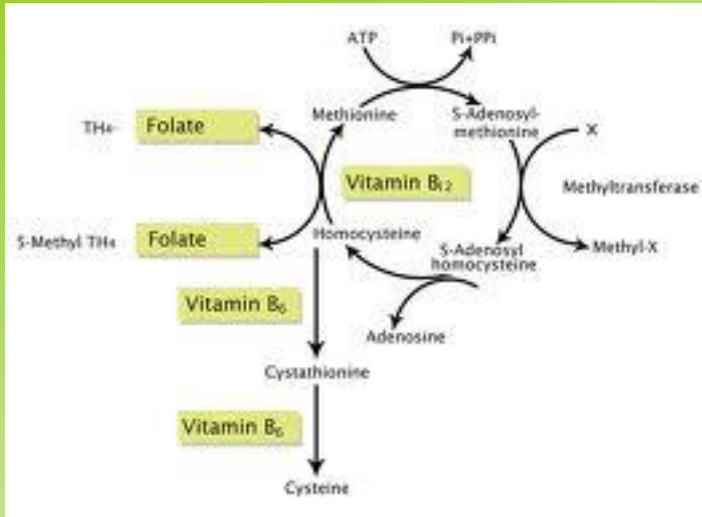 ATP
Pi+PPi
Methionine
S-Adenosyl-
methionine
TH₄-
Folate
X
Vitamin B₁₂
Methyltransferase
5-Methyl TH₄
Folate
Homocysteine
S-Adenosyl
homocysteine
Methyl-X
Vitamin B₆
Adenosine
Cystathionine
Vitamin B₆
Cysteine